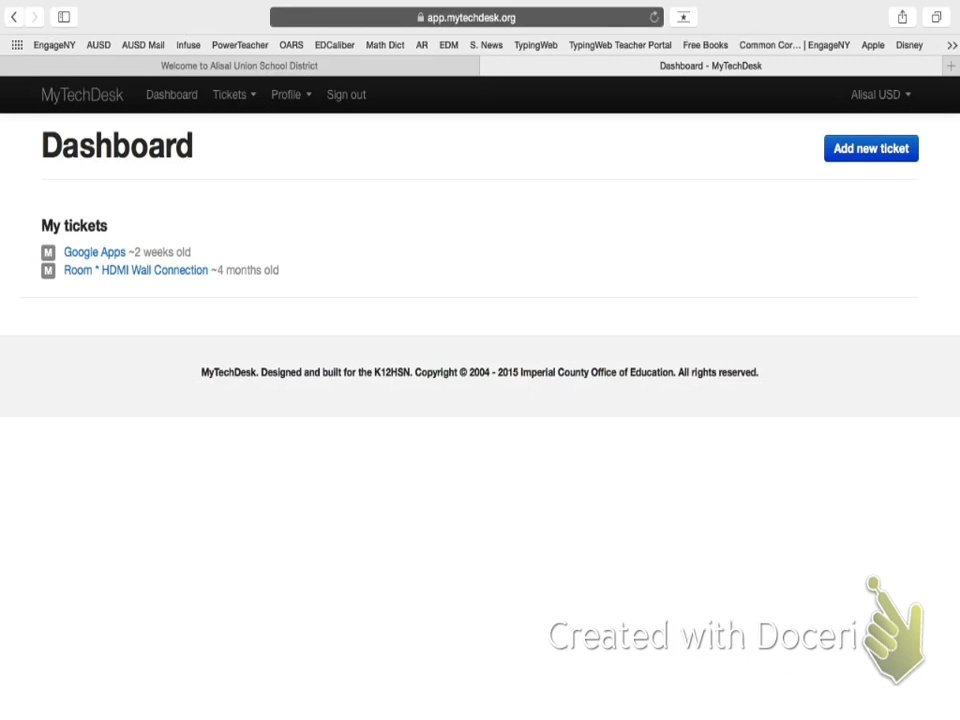 app.mytechdesk.org
EngageNY AUSD AUSD Mail Infuse PowerTeacher OARS EDCaliber Math Dict AR EDM S. News TypingWeb TypingWeb Teacher Portal Free Books Common Cor... | EngageNY Apple Disney >>
Welcome to Alisal Union School District Dashboard - MyTechDesk +
MyTechDesk Dashboard Tickets Profile Sign out Alisal USD
Dashboard
Add new ticket
My tickets
M Google Apps ~2 weeks old
M Room * HDMI Wall Connection ~4 months old
MyTechDesk. Designed and built for the K12HSN. Copyright © 2004 - 2015 Imperial County Office of Education. All rights reserved.
Created with Doceri